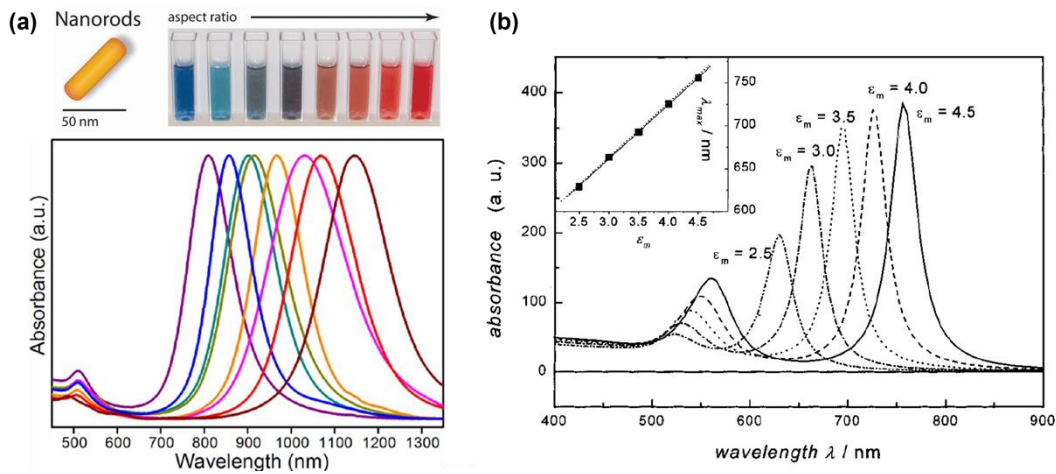 (a)
Nanorods
50 nm
aspect ratio
Absorbance (a.u.)
500 600 700 800 900 1000 1100 1200 1300
Wavelength (nm)
(b)
absorbance (a. u.)
400
300
200
100
0
400 500 600 700 800 900
wavelength λ / nm
εm = 2.5
εm = 3.0
εm = 3.5
εm = 4.0
εm = 4.5
2.5 3.0 3.5 4.0 4.5
εm
λmax / nm
750
700
650
600